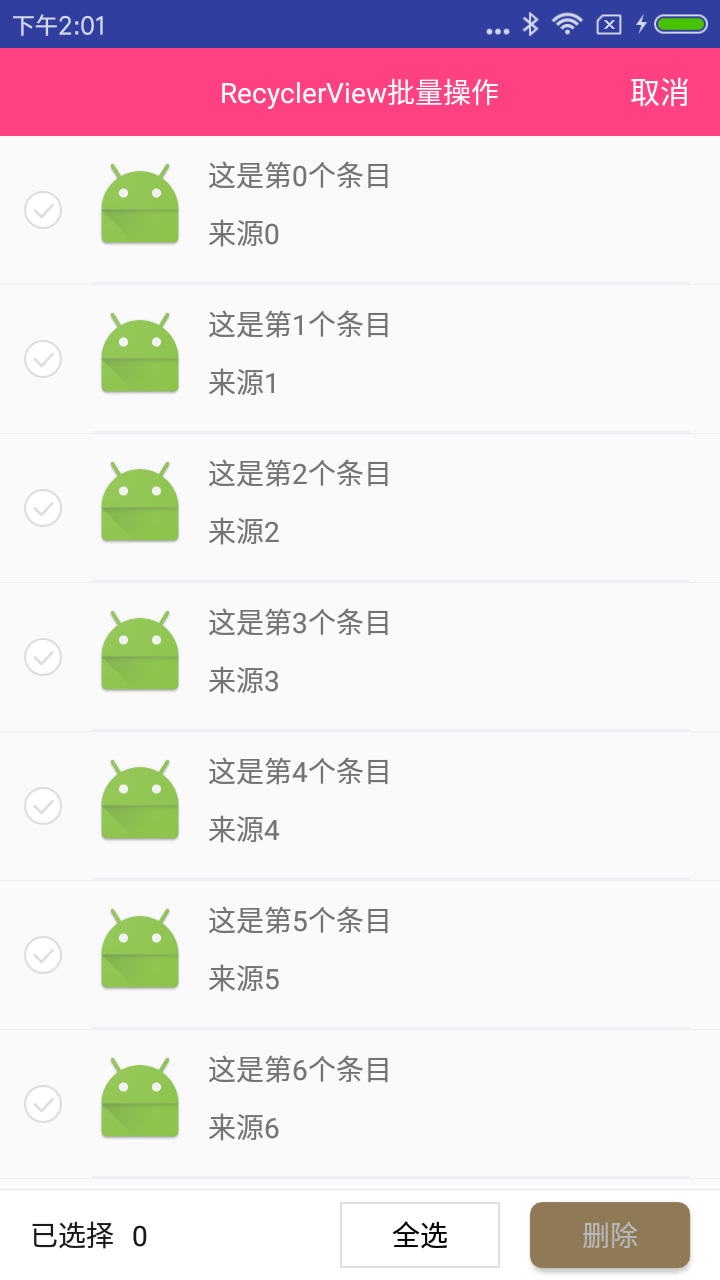 下午2:01
RecyclerView批量操作 取消
这是第0个条目
来源0
这是第1个条目
来源1
这是第2个条目
来源2
这是第3个条目
来源3
这是第4个条目
来源4
这是第5个条目
来源5
这是第6个条目
来源6
已选择 0 全选 删除